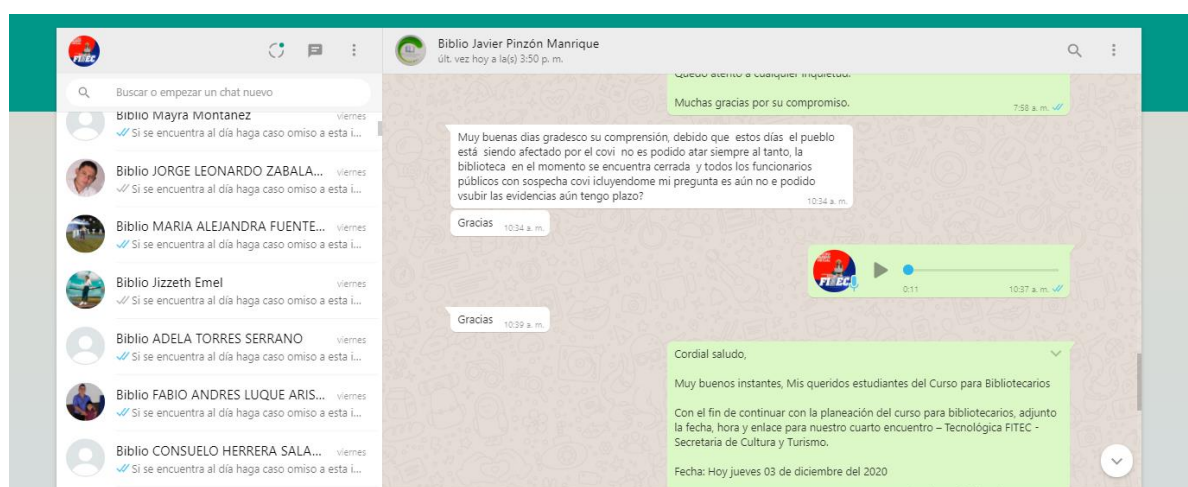 FITEC
Buscar o empezar un chat nuevo
Biblio Mayra Montañez viernes
Si se encuentra al día haga caso omiso a esta i...
Biblio JORGE LEONARDO ZABALA... viernes
Si se encuentra al día haga caso omiso a esta i...
Biblio MARIA ALEJANDRA FUENTE... viernes
Si se encuentra al día haga caso omiso a esta i...
Biblio Jizzeth Emel viernes
Si se encuentra al día haga caso omiso a esta i...
Biblio ADELA TORRES SERRANO viernes
Si se encuentra al día haga caso omiso a esta i...
Biblio FABIO ANDRES LUQUE ARIS... viernes
Si se encuentra al día haga caso omiso a esta i...
Biblio CONSUELO HERRERA SALA... viernes
Si se encuentra al día haga caso omiso a esta i...
Biblio Javier Pinzón Manrique
últ. vez hoy a la(s) 3:50 p. m.
Quedo atento a cualquier inquietud.
Muchas gracias por su compromiso.
7:58 a. m.
Muy buenas dias gradesco su comprensión, debido que estos días el pueblo
está siendo afectado por el covi no es podido atar siempre al tanto, la
biblioteca en el momento se encuentra cerrada y todos los funcionarios
públicos con sospecha covi icluyendome mi pregunta es aún no e podido
vsubir las evidencias aún tengo plazo?
10:34 a. m.
Gracias 10:34 a. m.
FITEC
0:11 10:37 a. m.
Gracias 10:39 a. m.
Cordial saludo,
Muy buenos instantes, Mis queridos estudiantes del Curso para Bibliotecarios
Con el fin de continuar con la planeación del curso para bibliotecarios, adjunto
la fecha, hora y enlace para nuestro cuarto encuentro – Tecnológica FITEC -
Secretaria de Cultura y Turismo.
Fecha: Hoy jueves 03 de diciembre del 2020